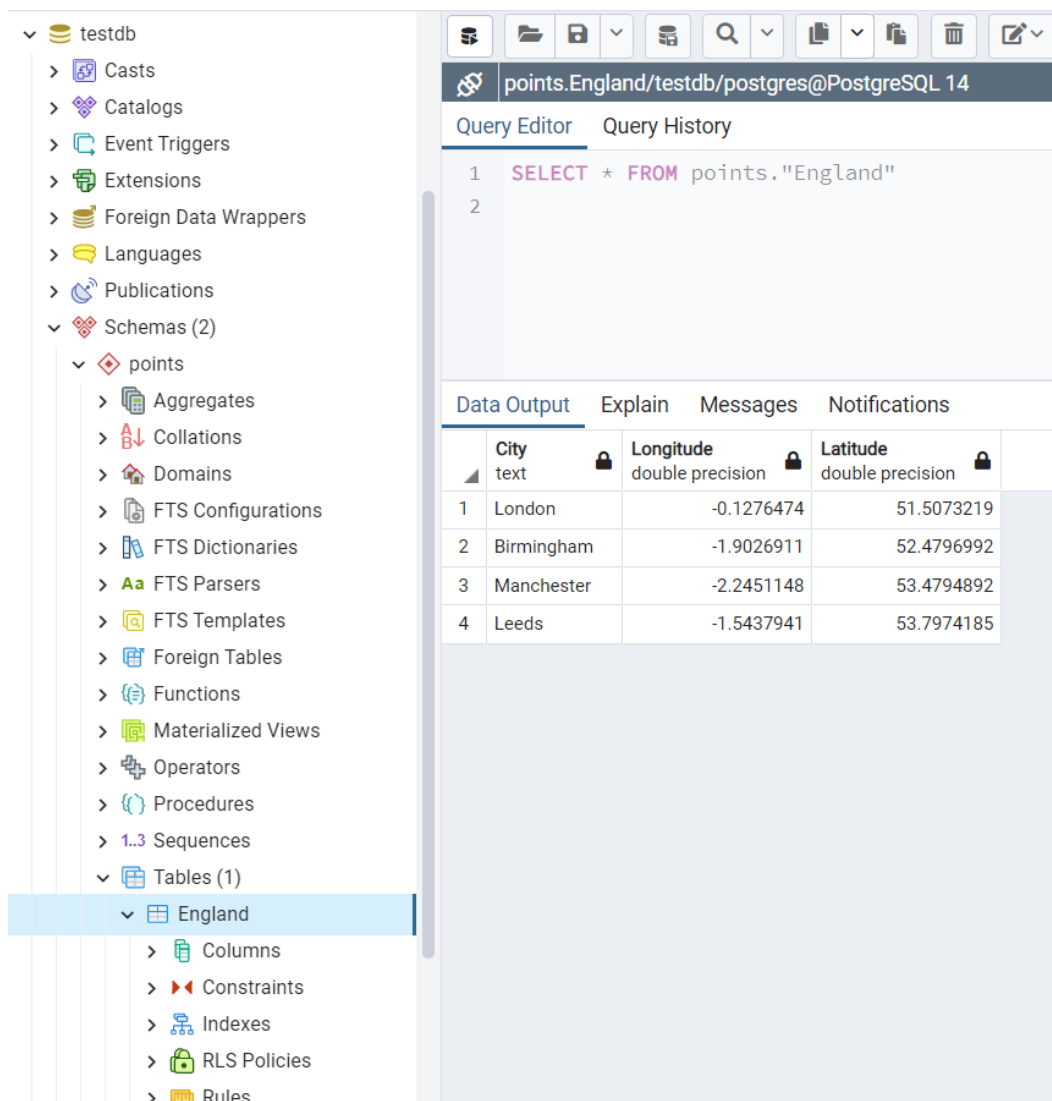 testdb
Casts
Catalogs
Event Triggers
Extensions
Foreign Data Wrappers
Languages
Publications
Schemas (2)
points
Aggregates
Collations
Domains
FTS Configurations
FTS Dictionaries
Aa FTS Parsers
FTS Templates
Foreign Tables
Functions
Materialized Views
Operators
Procedures
1..3 Sequences
Tables (1)
England
Columns
Constraints
Indexes
RLS Policies
Rules
points.England/testdb/postgres@PostgreSQL 14
Query Editor Query History
1 SELECT * FROM points."England"
2
Data Output Explain Messages Notifications
City Longitude Latitude
text double precision double precision
1 London -0.1276474 51.5073219
2 Birmingham -1.9026911 52.4796992
3 Manchester -2.2451148 53.4794892
4 Leeds -1.5437941 53.7974185